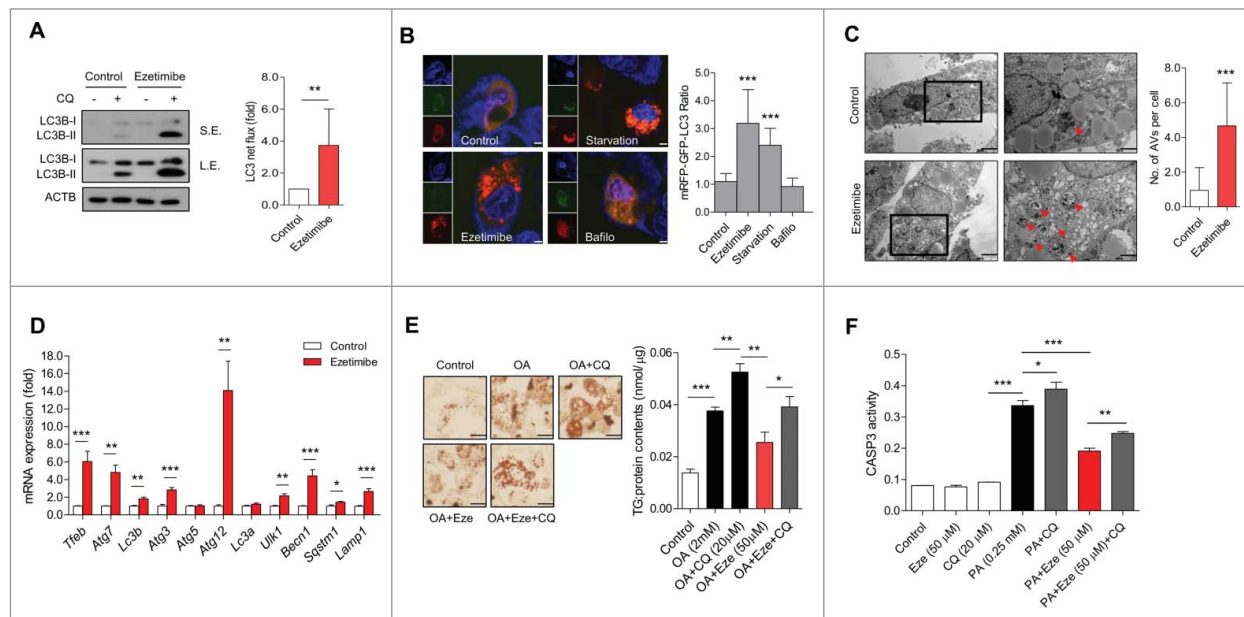 A
Control Ezetimibe
CQ - + - +
LC3B-I
LC3B-II
S.E.
LC3B-I
LC3B-II
L.E.
ACTB
LC3 net flux (fold)
8.0
6.0
4.0
2.0
0
**
Control
Ezetimibe
B
Control
Starvation
Ezetimibe
Bafilo
mRFP-GFP-LC3 Ratio
5.0
4.0
3.0
2.0
1.0
0
***
***
Control
Ezetimibe
Starvation
Bafilo
C
Control
Ezetimibe
No. of AVs per cell
8.0
6.0
4.0
2.0
0
***
Control
Ezetimibe
D
mRNA expression (fold)
18.0
16.0
14.0
12.0
10.0
8.0
6.0
4.0
2.0
0.0
Control
Ezetimibe
***
**
**
***
**
**
***
*
***
Tfeb
Atg7
Lc3b
Atg3
Atg5
Atg12
Lc3a
Ulk1
Becn1
Sqstm1
Lamp1
E
Control OA OA+CQ
OA+Eze OA+Eze+CQ
TG:protein contents (nmol/µg)
0.06
0.04
0.02
0.00
***
**
**
*
Control
OA (2mM)
OA+CQ (20µM)
OA+Eze (50µM)
OA+Eze+CQ
F
CASP3 activity
0.5
0.4
0.3
0.2
0.1
0.0
***
***
*
**
Control
Eze (50 µM)
CQ (20 µM)
PA (0.25 mM)
PA+CQ
PA+Eze (50 µM)
PA+Eze (50 µM)+CQ